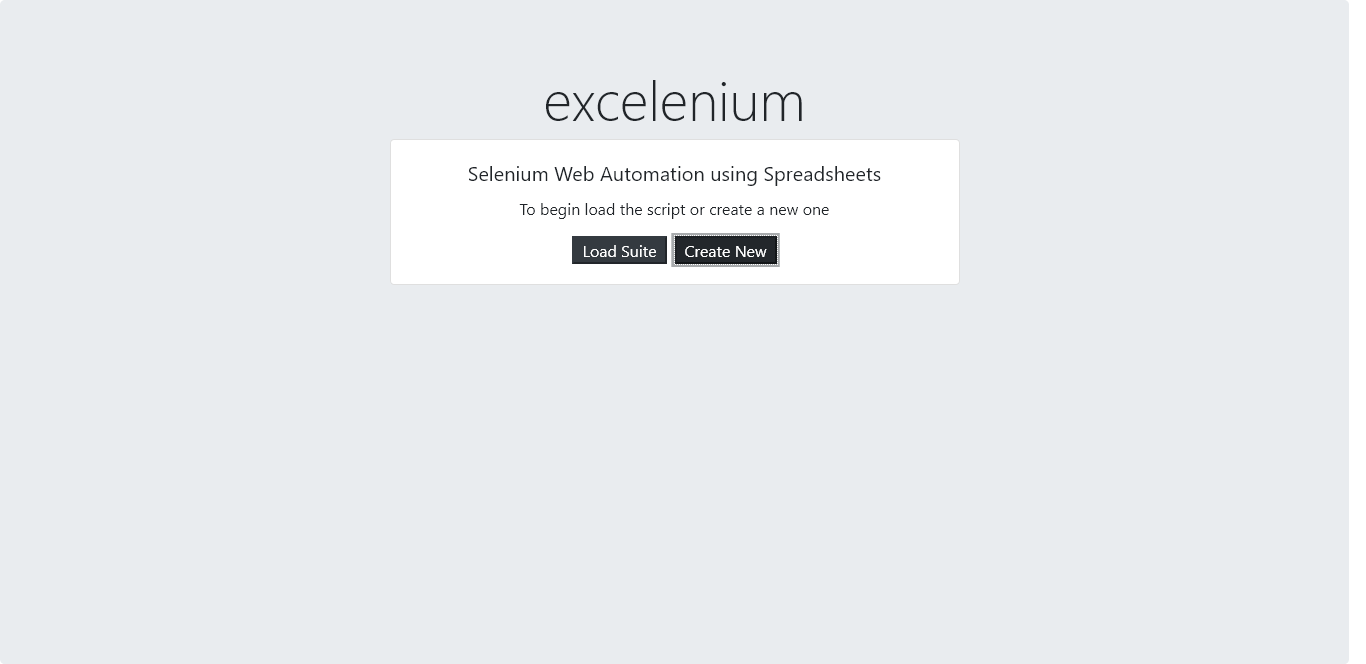 excelenium
Selenium Web Automation using Spreadsheets
To begin load the script or create a new one
Load Suite Create New